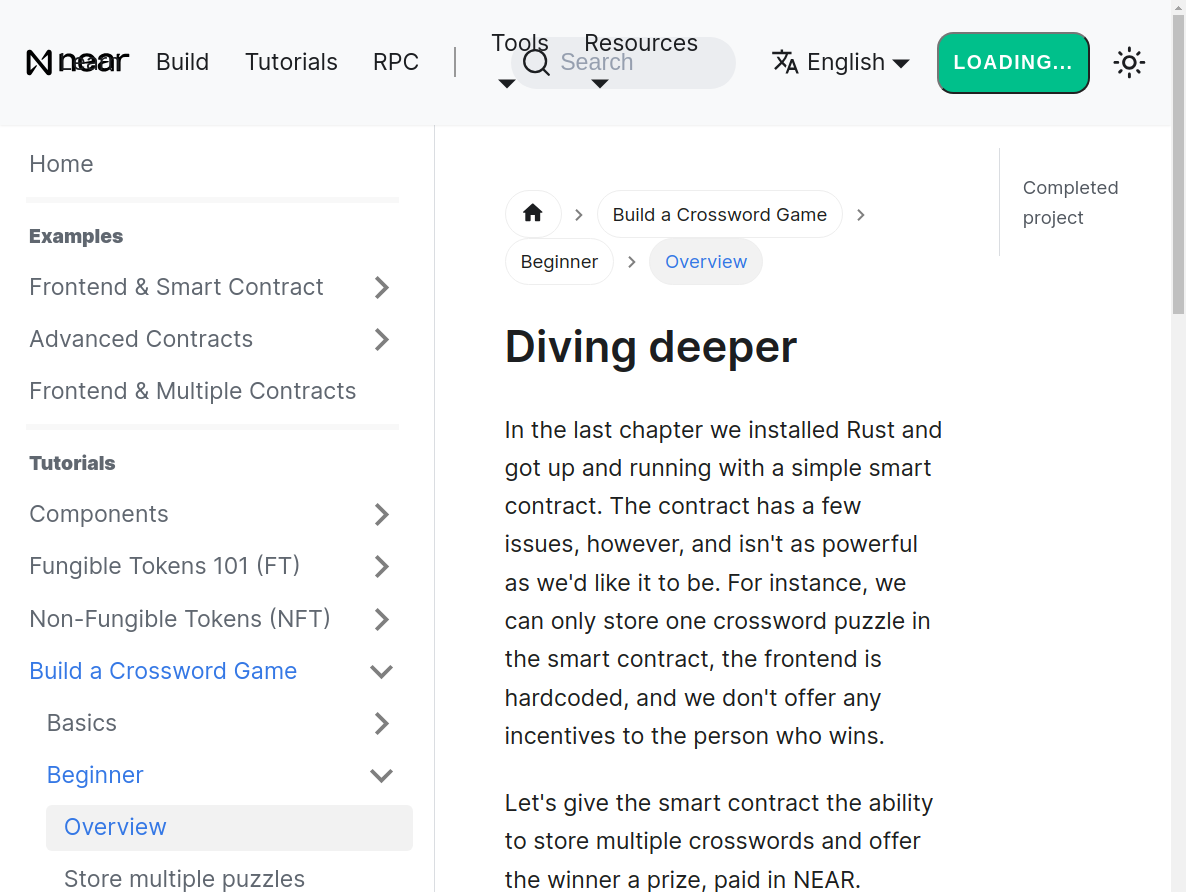 near
Learn
Build
Tutorials
RPC
Tools
Resources
Search
English
LOADING...
Home
Examples
Frontend & Smart Contract
Advanced Contracts
Frontend & Multiple Contracts
Tutorials
Components
Fungible Tokens 101 (FT)
Non-Fungible Tokens (NFT)
Build a Crossword Game
Basics
Beginner
Overview
Store multiple puzzles
Build a Crossword Game
Beginner
Overview
Diving deeper
In the last chapter we installed Rust and
got up and running with a simple smart
contract. The contract has a few
issues, however, and isn't as powerful
as we'd like it to be. For instance, we
can only store one crossword puzzle in
the smart contract, the frontend is
hardcoded, and we don't offer any
incentives to the person who wins.
Let's give the smart contract the ability
to store multiple crosswords and offer
the winner a prize, paid in NEAR.
Completed
project